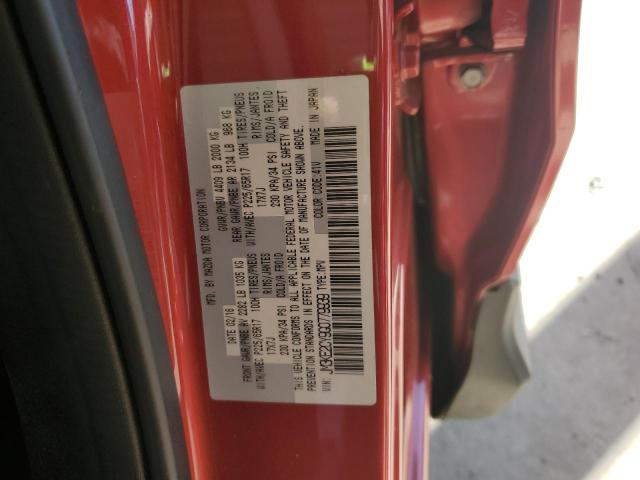 MFD. BY MAZDA MOTOR CORPORATION
DATE 02/16 GVWR/PNBV 4409 LB 2000 KG
FRONT GAWR/PNBE AV 2282 LB 1035 KG REAR GAWR/PNBE AR 2134 LB 968 KG
WITH/AVEC P225/65R17 100H TIRES/PNEUS WITH/AVEC P225/65R17 100H TIRES/PNEUS
17X7J RIMS/JANTES 17X7J RIMS/JANTES
230 KPA/34 PSI COLD/A FROID 230 KPA/34 PSI COLD/A FROID
THIS VEHICLE CONFORMS TO ALL APPLICABLE FEDERAL MOTOR VEHICLE SAFETY AND THEFT
STANDARDS IN EFFECT ON THE DATE OF MANUFACTURE SHOWN ABOVE.
VIN: JM3KE2CY9G0779939 TYPE:MPV COLOR CODE:41V MADE IN JAPAN